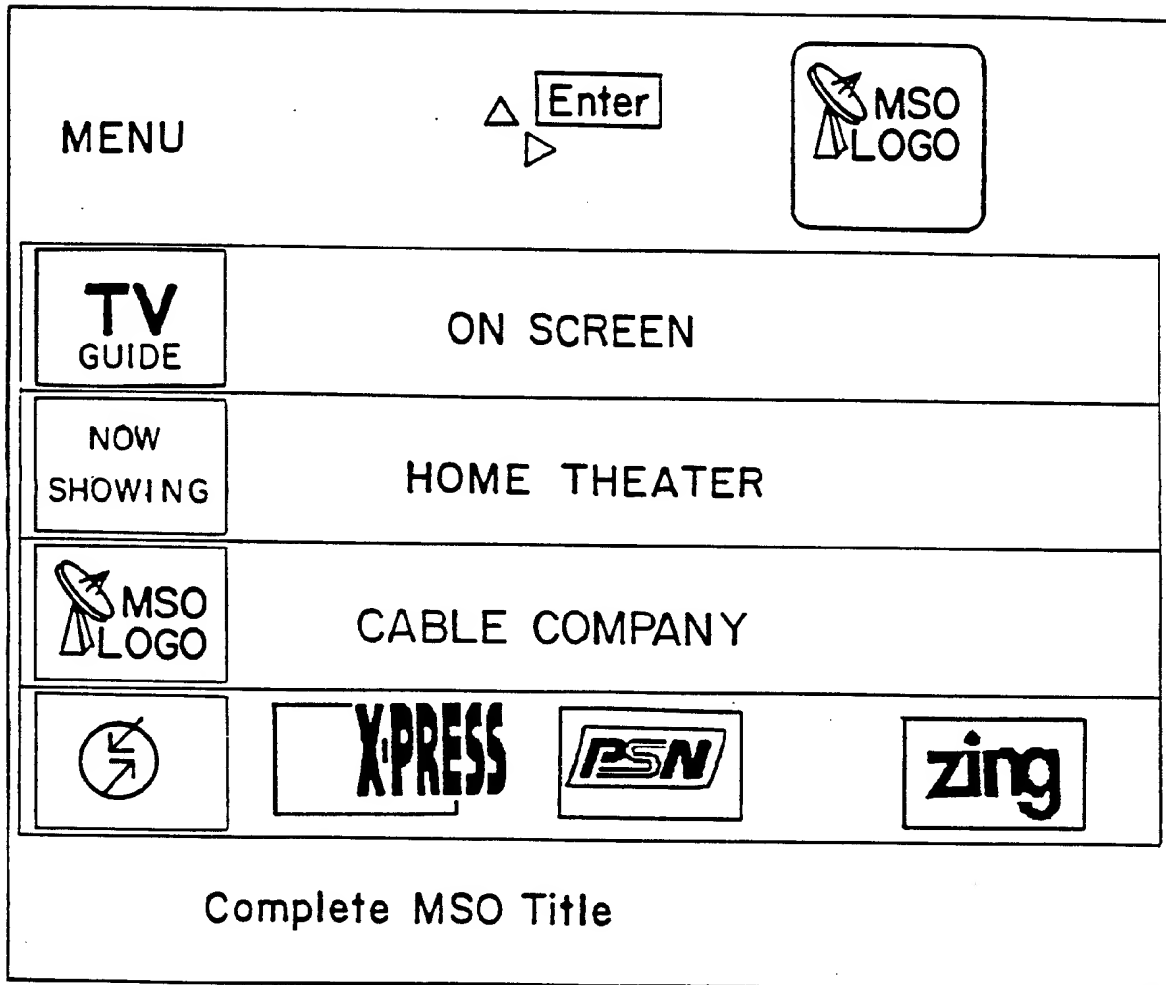 MENU
Enter
MSO
LOGO
TV
GUIDE
ON SCREEN
NOW
SHOWING
HOME THEATER
MSO
LOGO
CABLE COMPANY
X·PRESS
PSN
zing
Complete MSO Title